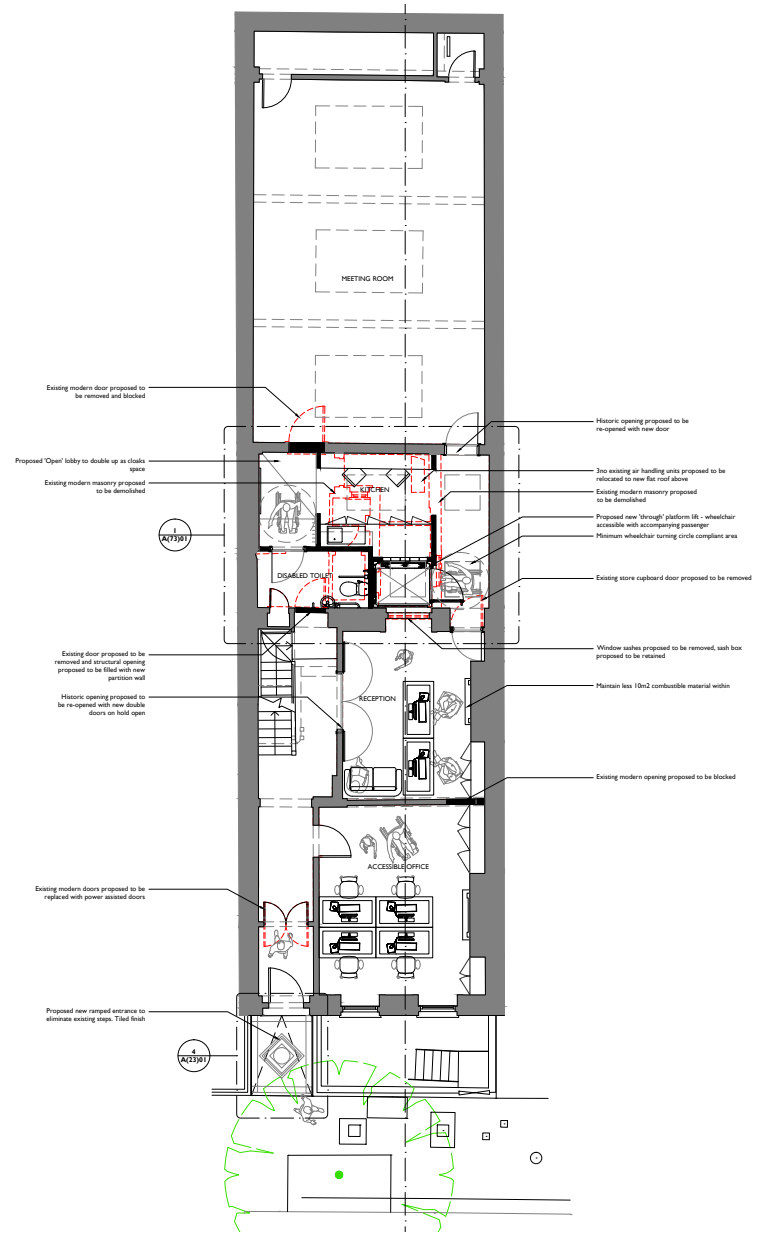 MEETING ROOM
Existing modern door proposed to
be removed and blocked
Historic opening proposed to be
re-opened with new door
Proposed 'Open' lobby to double up as cloaks
space
Existing modern masonry proposed
to be demolished
KITCHEN
3no existing air handling units proposed to be
relocated to new flat roof above
Existing modern masonry proposed
to be demolished
Proposed new 'through' platform lift - wheelchair
accessible with accompanying passenger
1
A(73)01
Minimum wheelchair turning circle compliant area
DISABLED TOILET
Existing store cupboard door proposed to be removed
Existing door proposed to be
removed and structural opening
proposed to be filled with new
partition wall
Window sashes proposed to be removed, sash box
proposed to be retained
Historic opening proposed to
be re-opened with new double
doors on hold open
RECEPTION
Maintain less 10m2 combustible material within
Existing modern opening proposed to be blocked
ACCESSIBLE OFFICE
Existing modern doors proposed to be
replaced with power assisted doors
Proposed new ramped entrance to
eliminate existing steps. Tiled finish
4
A(23)01